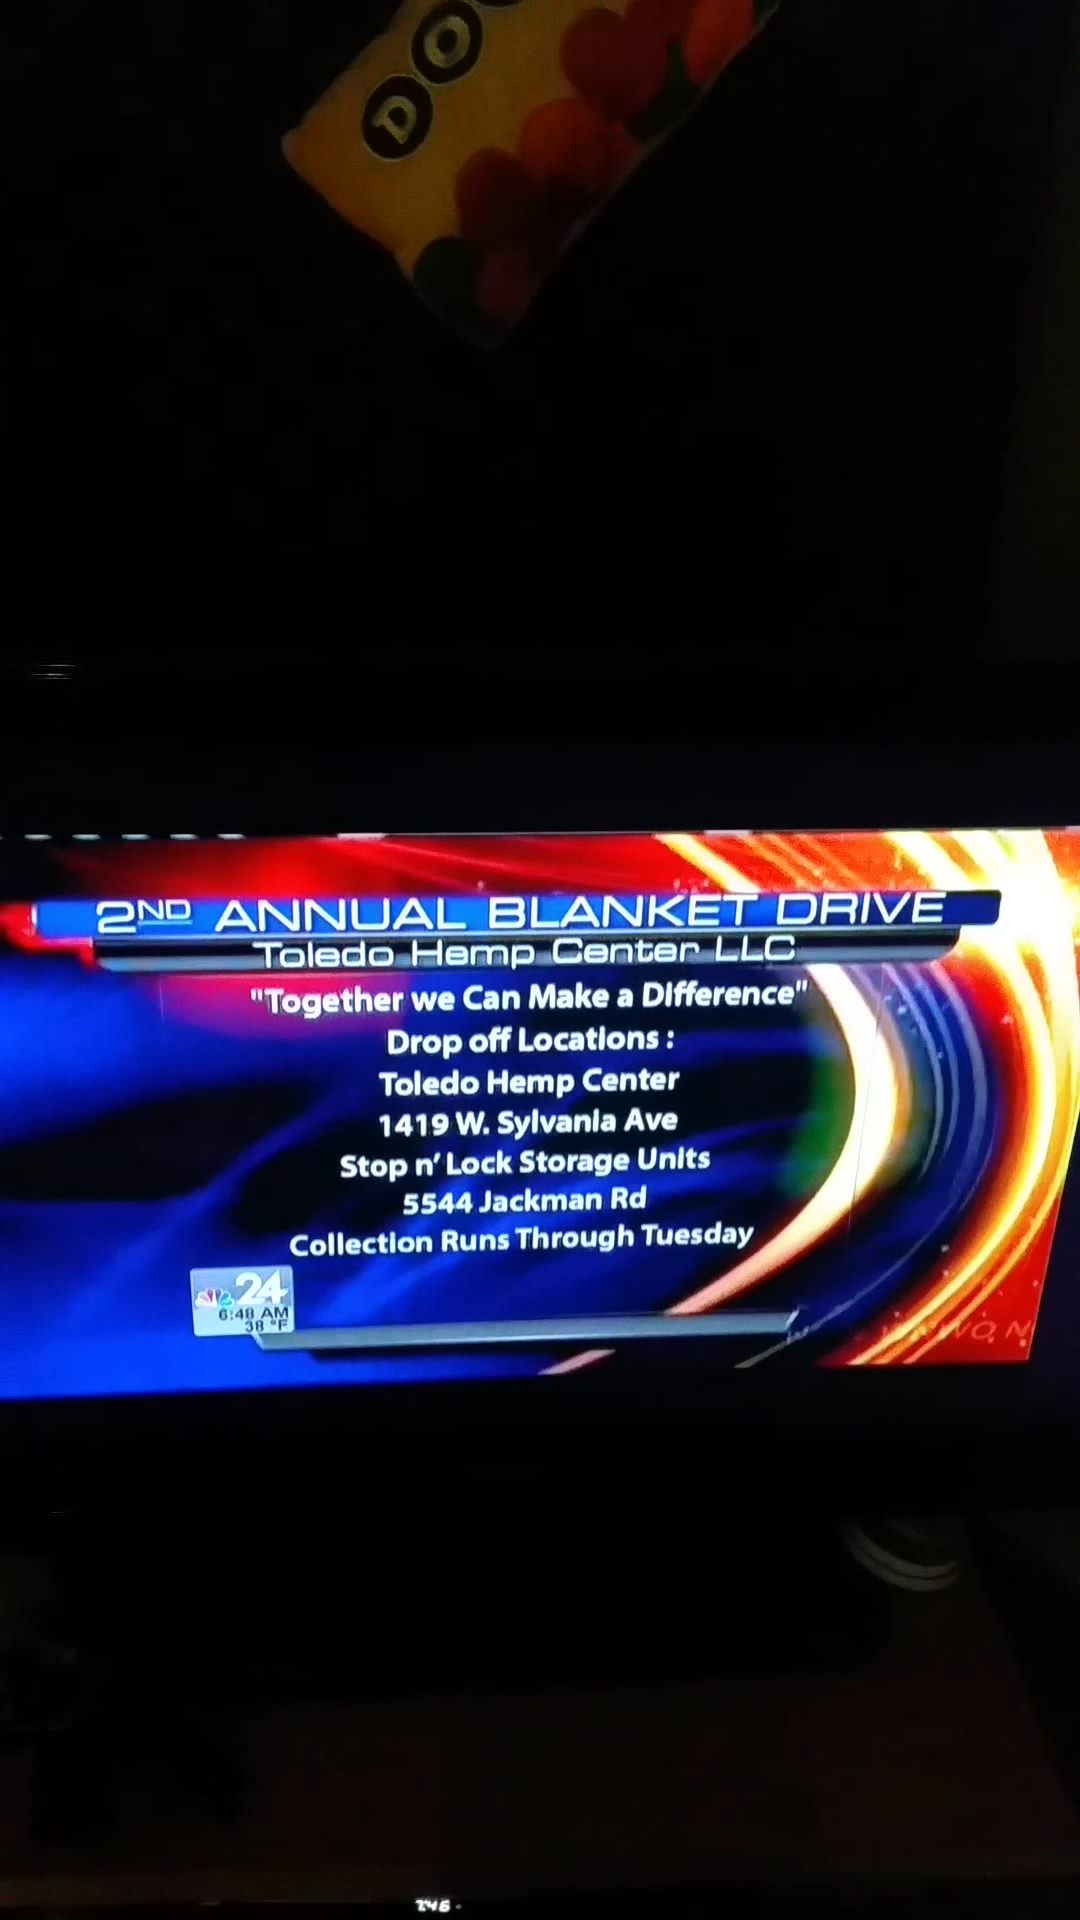 DO
2ND ANNUAL BLANKET DRIVE
Toledo Hemp Center LLC
"Together we Can Make a Difference"
Drop off Locations :
Toledo Hemp Center
1419 W. Sylvania Ave
Stop n' Lock Storage Units
5544 Jackman Rd
Collection Runs Through Tuesday
24
6:48 AM
38 °F